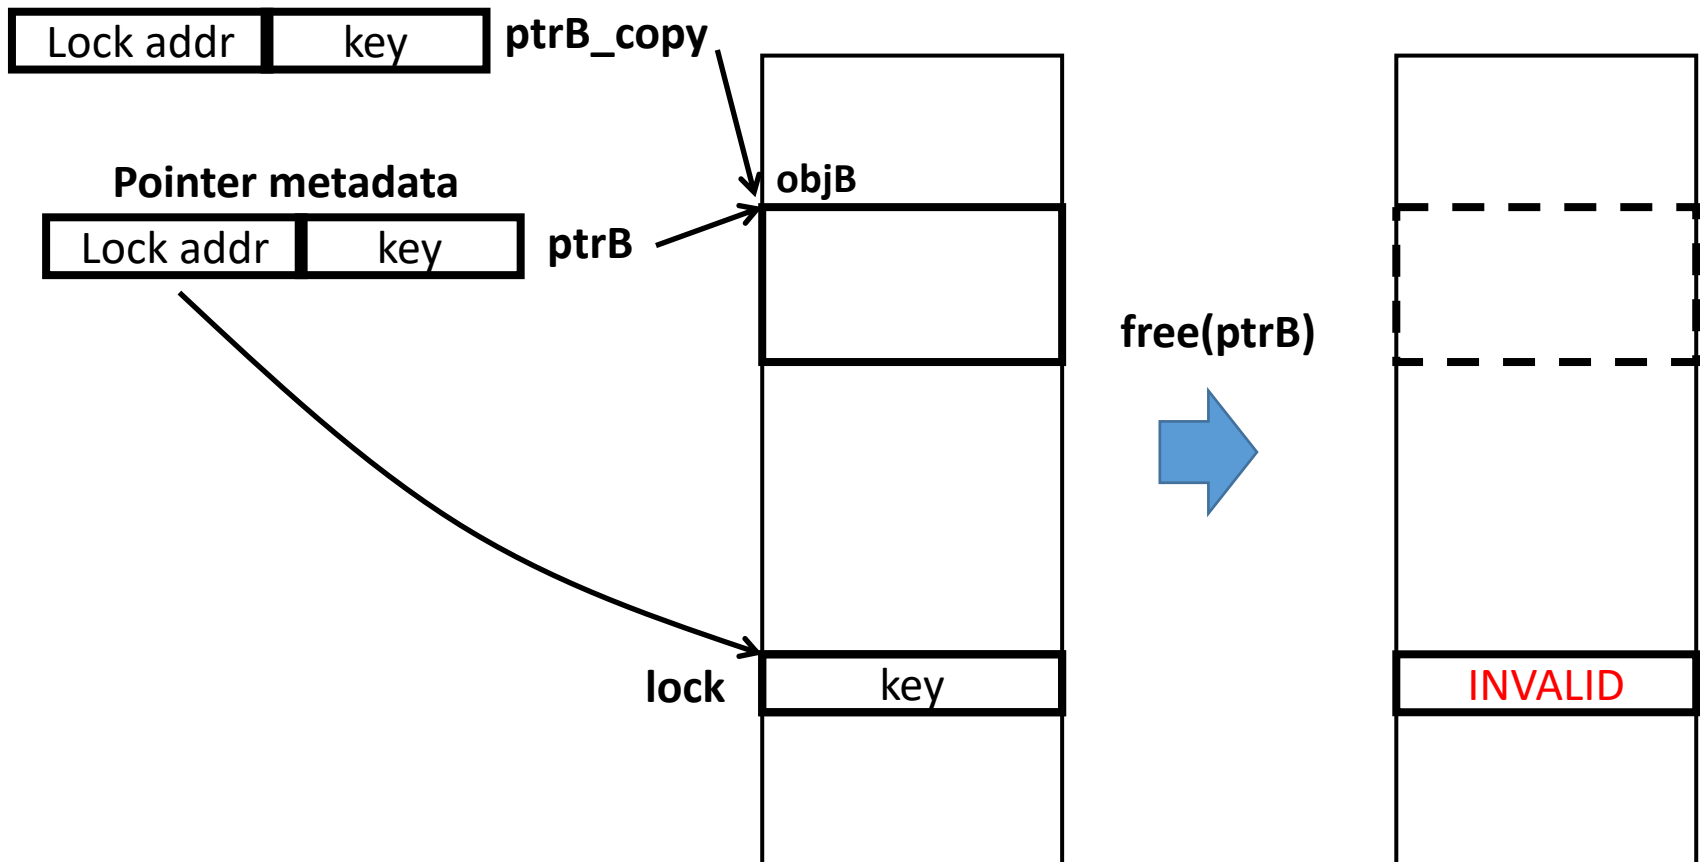 Lock addr key ptrB_copy
Pointer metadata
objB
Lock addr key ptrB
free(ptrB)
lock key INVALID